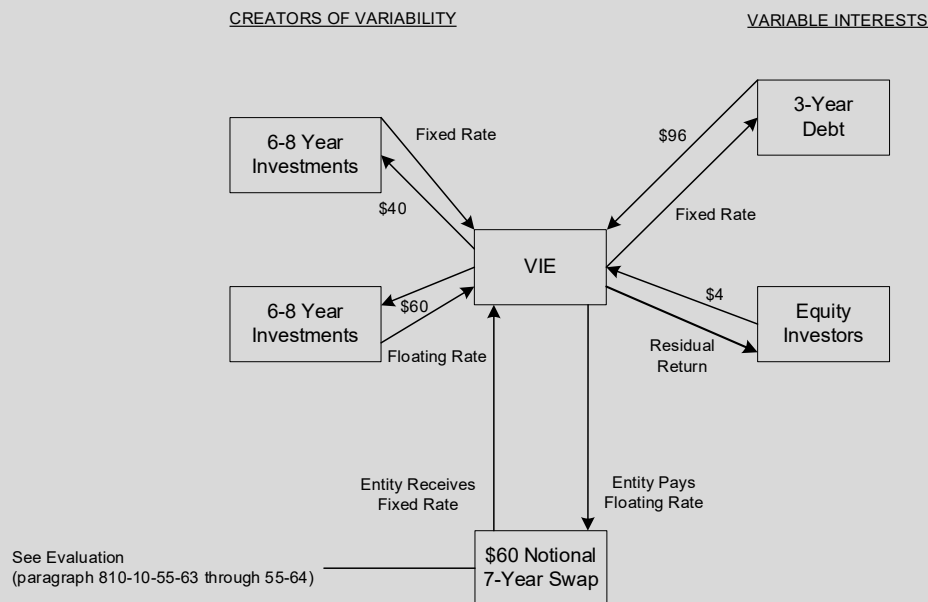 CREATORS OF VARIABILITY
VARIABLE INTERESTS
6-8 Year
Investments
Fixed Rate
$40
$96
3-Year
Debt
Fixed Rate
VIE
6-8 Year
Investments
$60
Floating Rate
$4
Equity
Investors
Residual
Return
Entity Receives
Fixed Rate
Entity Pays
Floating Rate
$60 Notional
7-Year Swap
See Evaluation
(paragraph 810-10-55-63 through 55-64)